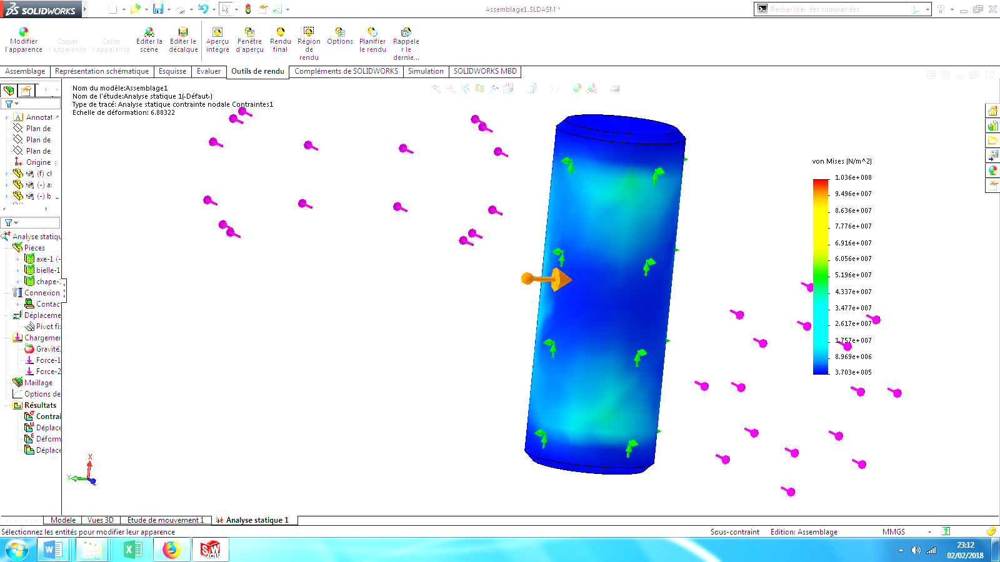 SOLIDWORKS
Assemblage1.SLDASM *
Rechercher des commandes
Modifier l'apparence
Copier l'apparence
Coller l'apparence
Editer la scène
Editer le décalque
Aperçu intégré
Fenêtre d'aperçu
Rendu final
Région de rendu
Options
Planifier le rendu
Rappeler le dernie...
Assemblage
Représentation schématique
Esquisse
Evaluer
Outils de rendu
Compléments de SOLIDWORKS
Simulation
SOLIDWORKS MBD
Nom du modèle:Assemblage1
Nom de l'étude:Analyse statique 1(-Défaut-)
Type de tracé: Analyse statique contrainte nodale Contraintes1
Echelle de déformation: 6.88322
Annotat
Plan de
Plan de
Plan de
Origine
(f) ch
(-) ax
(-) b
Analyse statiqu
Pièces
axe-1 (-
bielle-1
chape-1
Connexion
Contac
Déplaceme
Pivot fix
Chargemer
Gravité
Force-1
Force-2
Maillage
Options de
Résultats
Contrai
Déplace
Déform
Déplace
von Mises (N/m^2)
1.036e+008
9.496e+007
8.636e+007
7.776e+007
6.916e+007
6.056e+007
5.196e+007
4.337e+007
3.477e+007
2.617e+007
1.757e+007
8.969e+006
3.703e+005
X
Y
Z
Modèle
Vues 3D
Etude de mouvement 1
Analyse statique 1
Sélectionnez les entités pour modifier leur apparence
Sous-contraint
Edition: Assemblage
MMGS
23:12
02/02/2018